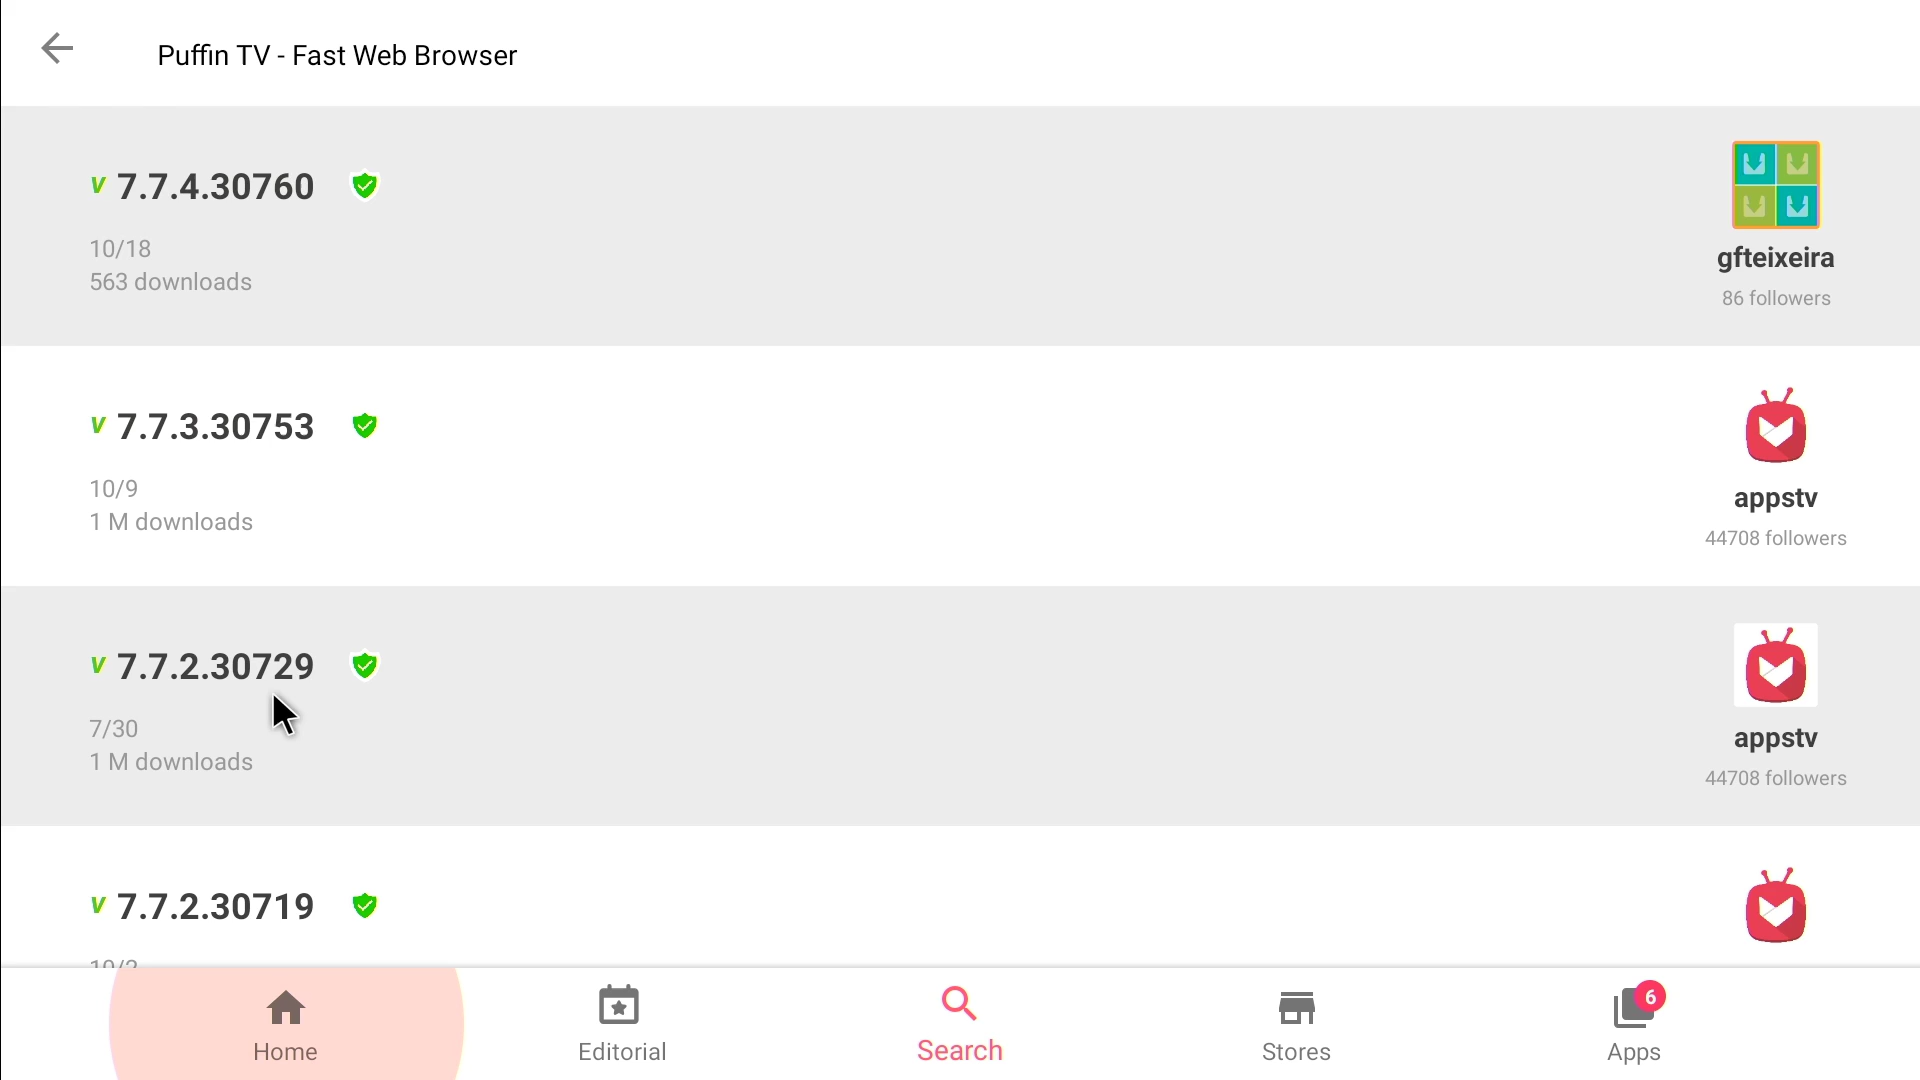 Puffin TV - Fast Web Browser
v 7.7.4.30760
10/18
563 downloads
gfteixeira
86 followers
v 7.7.3.30753
10/9
1 M downloads
appstv
44708 followers
v 7.7.2.30729
7/30
1 M downloads
appstv
44708 followers
v 7.7.2.30719
10/2
Home
Editorial
Search
Stores
6
Apps